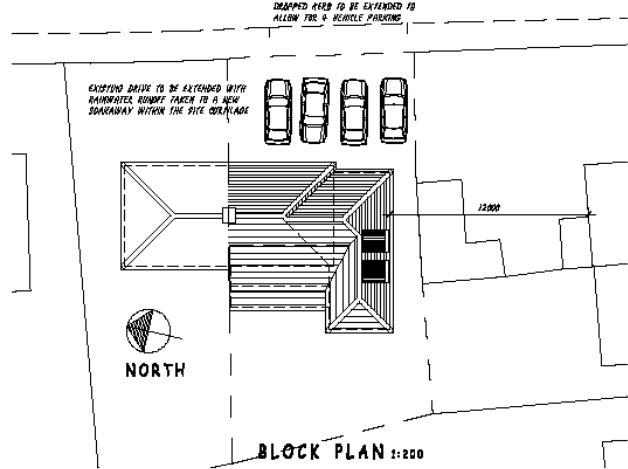 DROPPED KERB TO BE EXTENDED TO
ALLOW FOR 4 VEHICLE PARKING
EXISTING DRIVE TO BE EXTENDED WITH
RAINWATER RUNOFF TAKEN TO A NEW
SOAKAWAY WITHIN THE SITE CURTILAGE
12000
NORTH
BLOCK PLAN 1:200